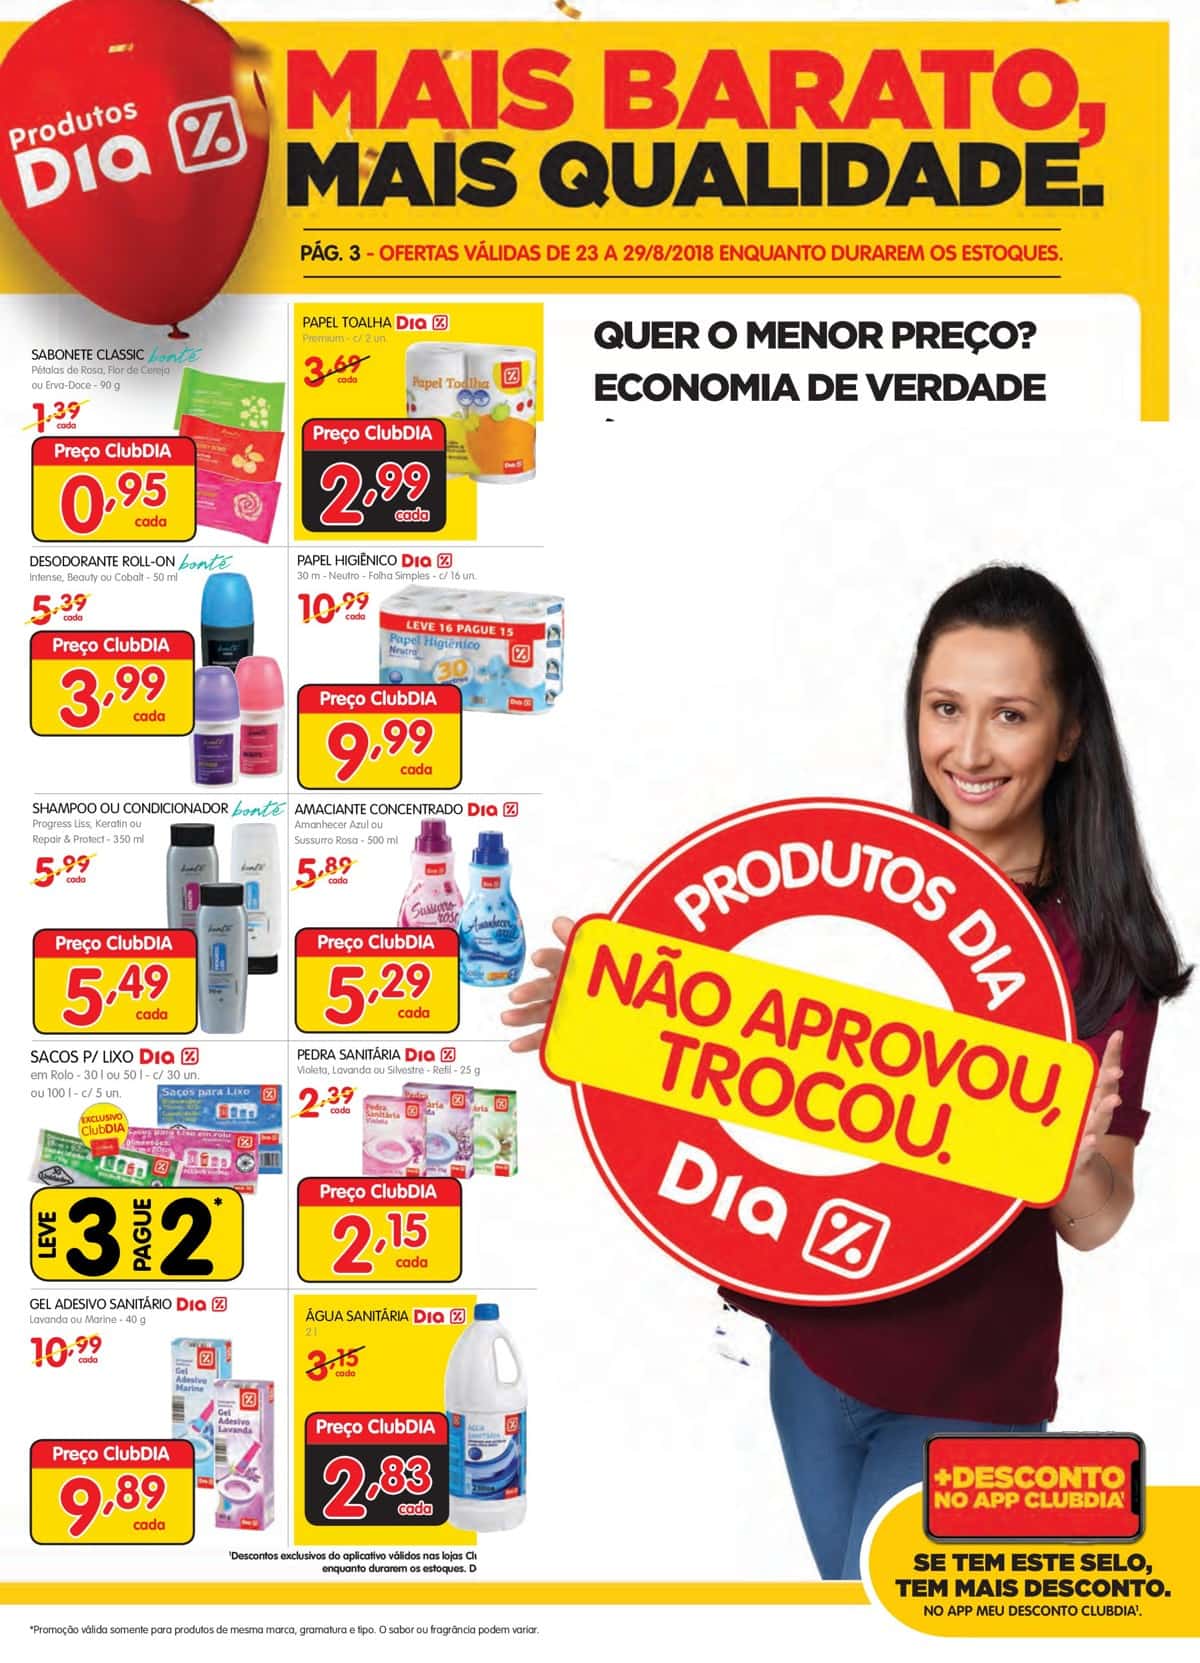 Produtos
Dia %
MAIS BARATO,
MAIS QUALIDADE.
PÁG. 3 - OFERTAS VÁLIDAS DE 23 A 29/8/2018 ENQUANTO DURAREM OS ESTOQUES.
QUER O MENOR PREÇO?
ECONOMIA DE VERDADE
SABONETE CLASSIC bonté
Pétalas de Rosa, Flor de Cereja
ou Erva-Doce - 90 g
1,39
cada
Preço ClubDIA
0,95
cada
PAPEL TOALHA Dia %
Premium - c/ 2 un.
3,69
cada
Papel Toalha
Preço ClubDIA
2,99
cada
DESODORANTE ROLL-ON bonté
Intense, Beauty ou Cobalt - 50 ml
5,39
cada
Preço ClubDIA
3,99
cada
PAPEL HIGIÊNICO Dia %
30 m - Neutro - Folha Simples - c/ 16 un.
10,99
cada
LEVE 16 PAGUE 15
Papel Higiênico
Neutro
30
Preço ClubDIA
9,99
cada
SHAMPOO OU CONDICIONADOR bonté
Progress Liss, Keratin ou
Repair & Protect - 350 ml
5,99
cada
Preço ClubDIA
5,49
cada
AMACIANTE CONCENTRADO Dia %
Amanhecer Azul ou
Sussurro Rosa - 500 ml
5,89
cada
Sussurro rosa
Amanhecer azul
Preço ClubDIA
5,29
cada
SACOS P/ LIXO Dia %
em Rolo - 30 l ou 50 l - c/ 30 un.
ou 100 l - c/ 5 un.
Sacos para Lixo
EXCLUSIVO
ClubDIA
LEVE 3 PAGUE 2*
PEDRA SANITÁRIA Dia %
Violeta, Lavanda ou Silvestre - Refil - 25 g
2,39
cada
Pedra
Sanitária
Violeta
Preço ClubDIA
2,15
cada
GEL ADESIVO SANITÁRIO Dia %
Lavanda ou Marine - 40 g
10,99
cada
Gel
Adesivo
Marine
Gel
Adesivo
Lavanda
Preço ClubDIA
9,89
cada
ÁGUA SANITÁRIA Dia %
2 l
3,15
cada
ÁGUA
SANITÁRIA
Preço ClubDIA
2,83
cada
PRODUTOS DIA
NÃO APROVOU,
TROCOU.
Dia %
+DESCONTO
NO APP CLUBDIA¹
SE TEM ESTE SELO,
TEM MAIS DESCONTO.
NO APP MEU DESCONTO CLUBDIA¹.
¹Descontos exclusivos do aplicativo válidos nas lojas Cl
enquanto durarem os estoques. D
*Promoção válida somente para produtos de mesma marca, gramatura e tipo. O sabor ou fragrância podem variar.